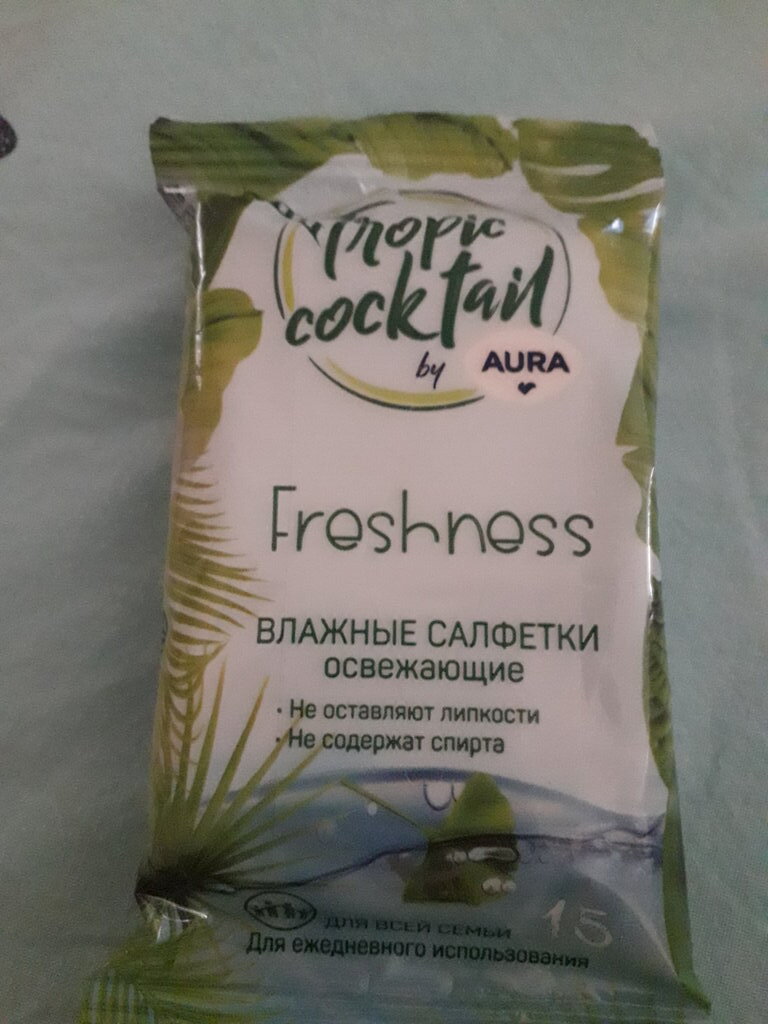 tropic
cocktail
by AURA
Freshness
ВЛАЖНЫЕ САЛФЕТКИ
освежающие
• Не оставляют липкости
• Не содержат спирта
ДЛЯ ВСЕЙ СЕМЬИ 15
Для ежедневного использования